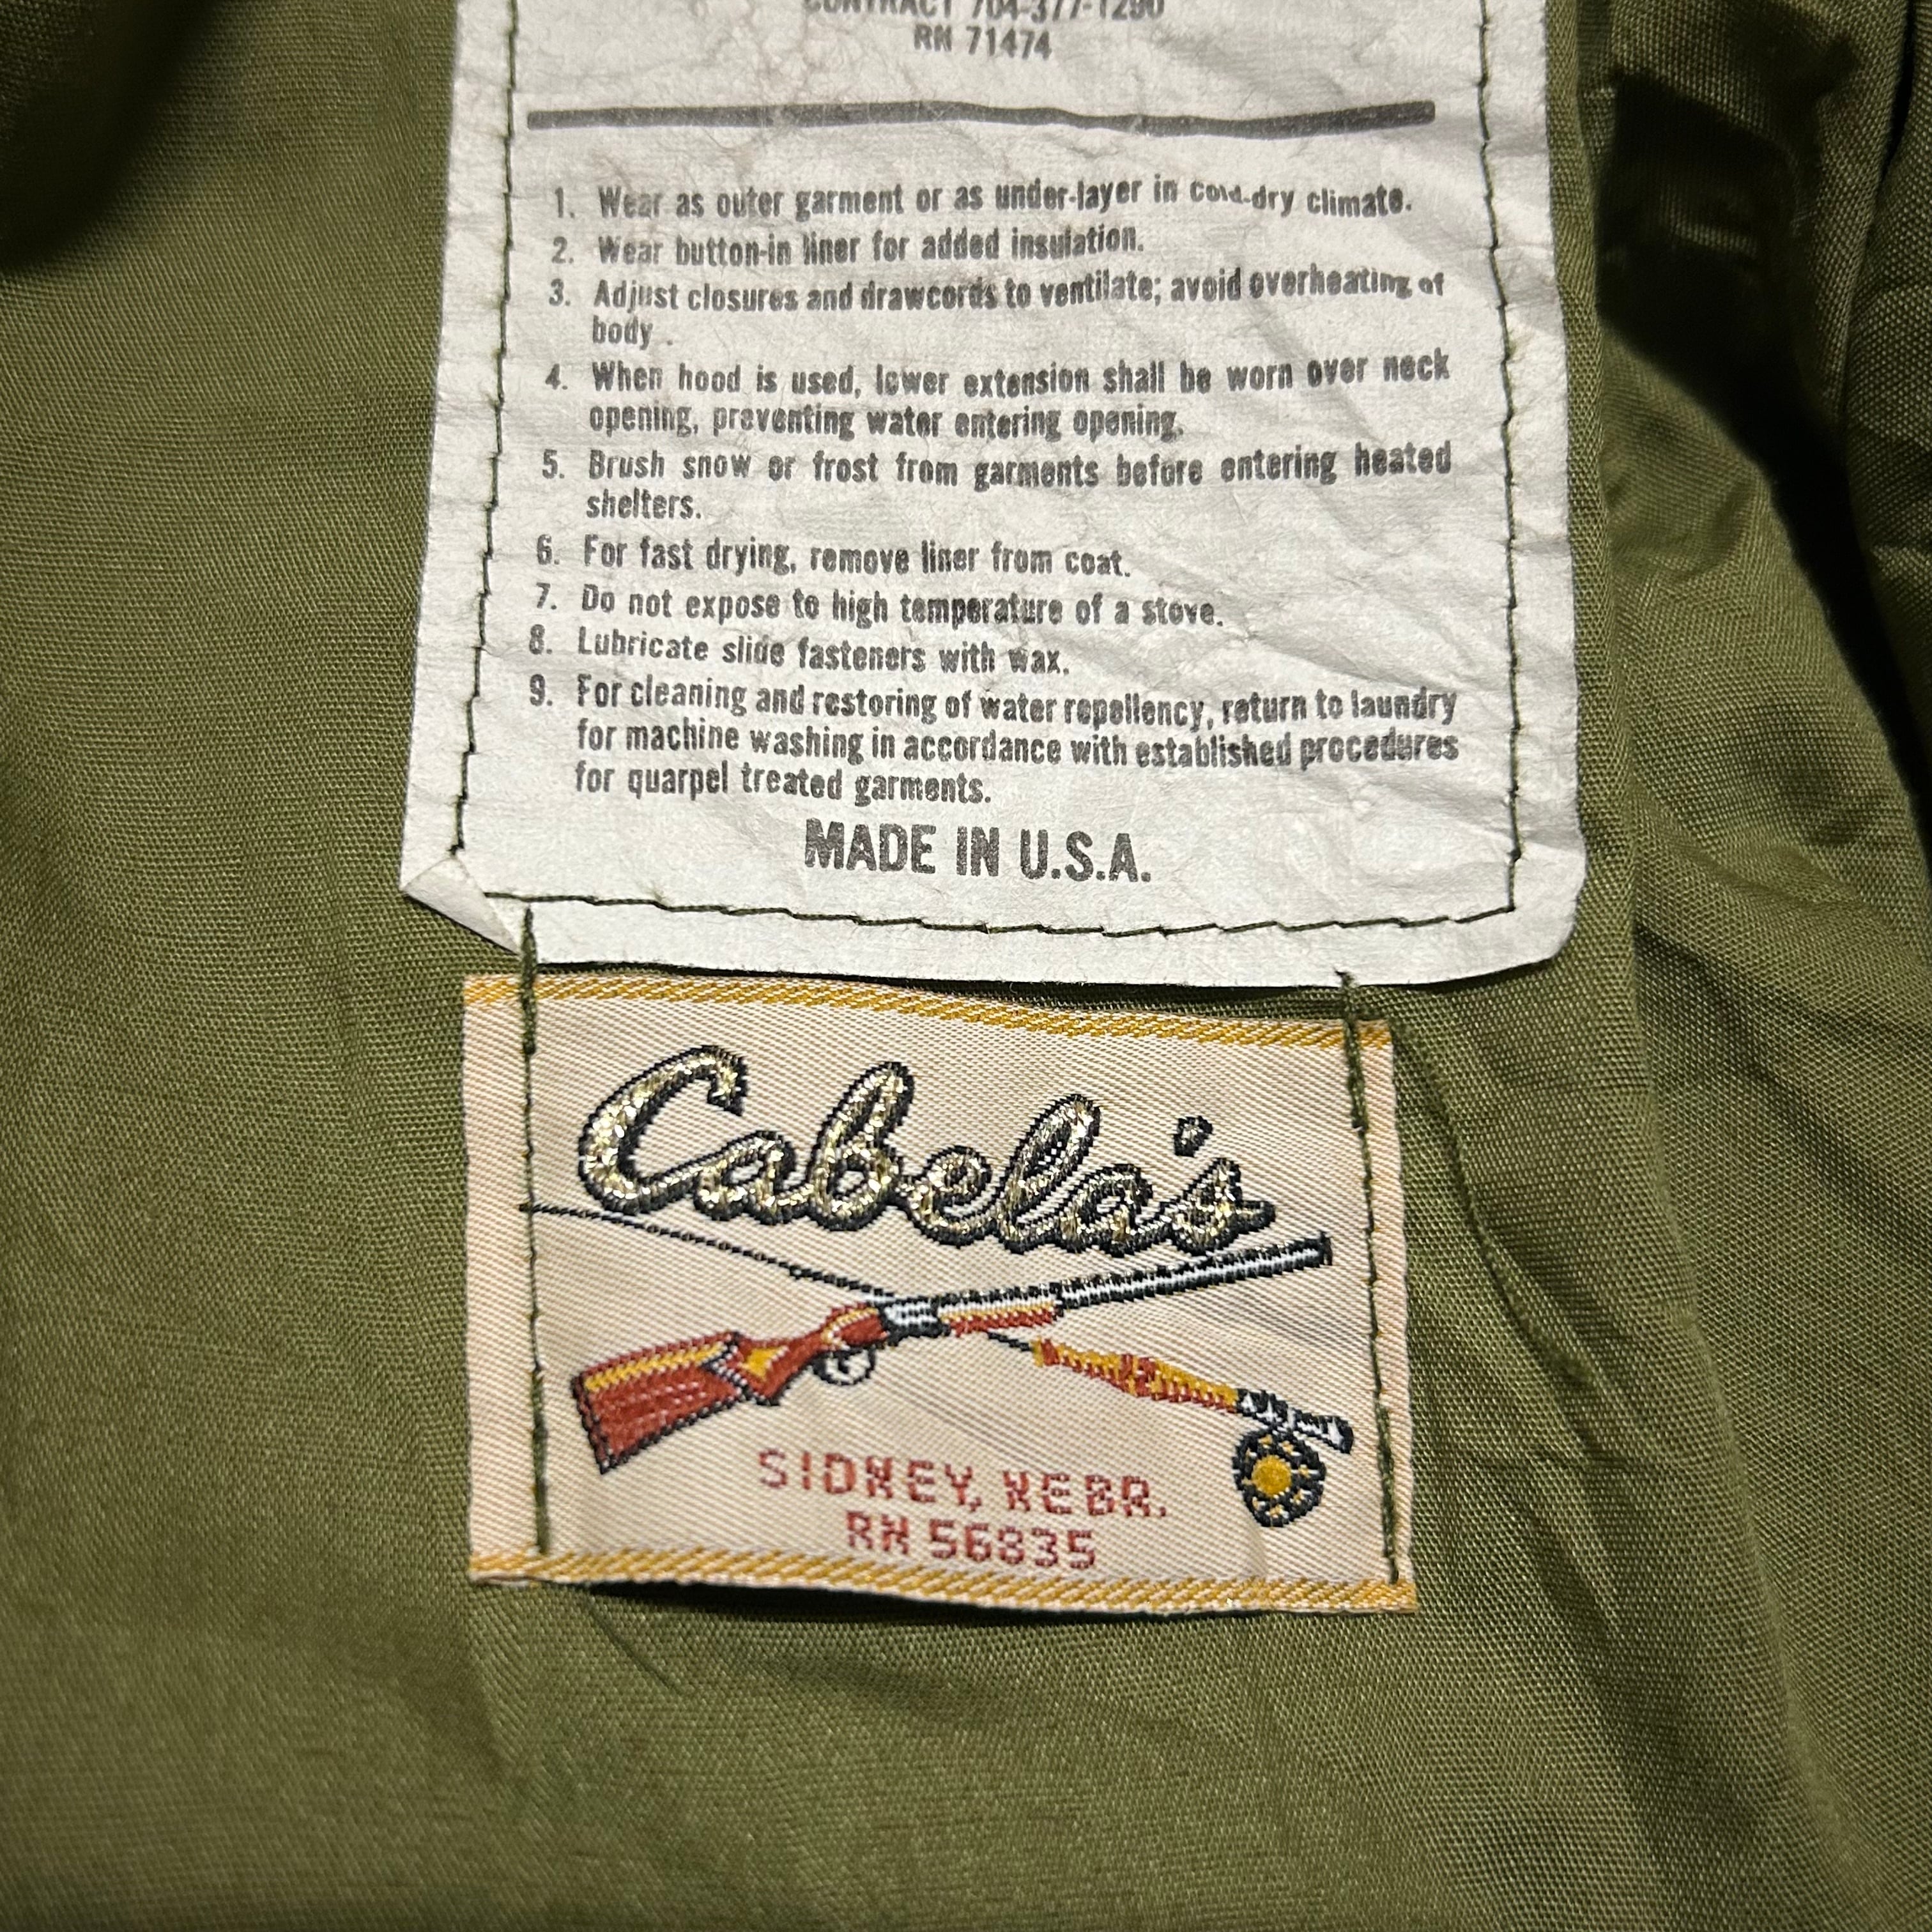 CONTRACT 704-377-1290
RN 71474
1. Wear as outer garment or as under-layer in cold-dry climate.
2. Wear button-in liner for added insulation.
3. Adjust closures and drawcords to ventilate; avoid overheating of
body .
4. When hood is used, lower extension shall be worn over neck
opening, preventing water entering opening.
5. Brush snow or frost from garments before entering heated
shelters.
6. For fast drying, remove liner from coat.
7. Do not expose to high temperature of a stove.
8. Lubricate slide fasteners with wax.
9. For cleaning and restoring of water repellency, return to laundry
for machine washing in accordance with established procedures
for quarpel treated garments.
MADE IN U.S.A.
Cabela's
SIDNEY, NEBR.
RN 56835